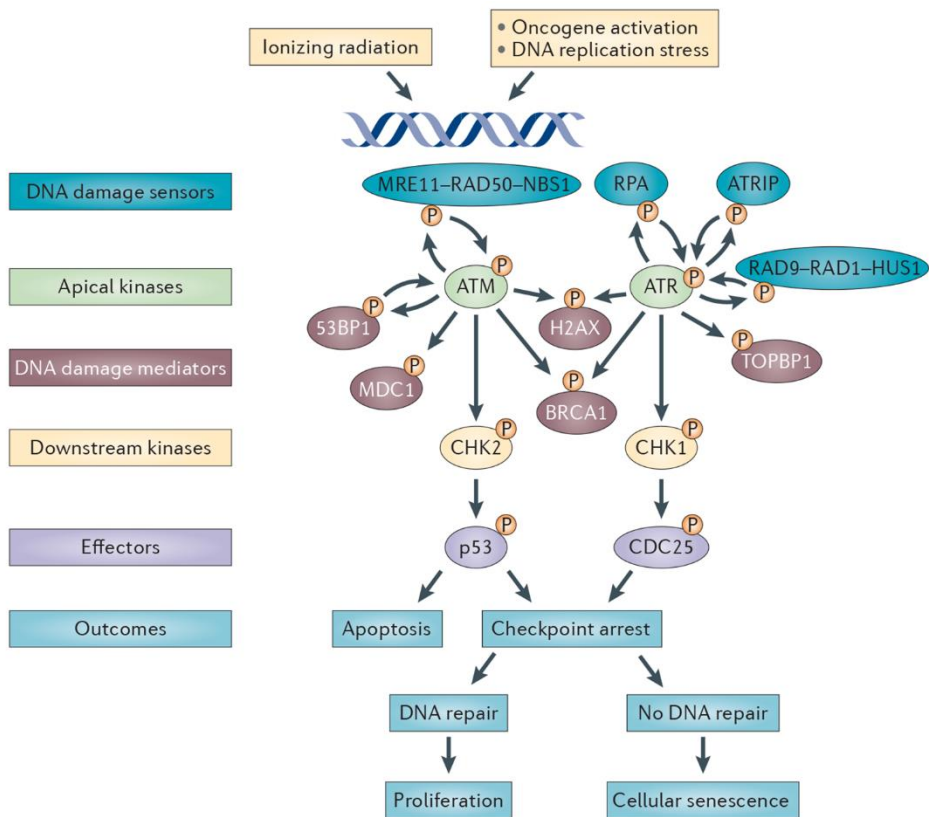 Ionizing radiation
• Oncogene activation
• DNA replication stress
DNA damage sensors
MRE11–RAD50–NBS1
RPA
ATRIP
P
P
P
RAD9–RAD1–HUS1
P
Apical kinases
ATM
P
ATR
P
53BP1
P
H2AX
P
DNA damage mediators
MDC1
P
BRCA1
P
TOPBP1
P
Downstream kinases
CHK2
P
CHK1
P
Effectors
p53
P
CDC25
P
Outcomes
Apoptosis
Checkpoint arrest
DNA repair
No DNA repair
Proliferation
Cellular senescence